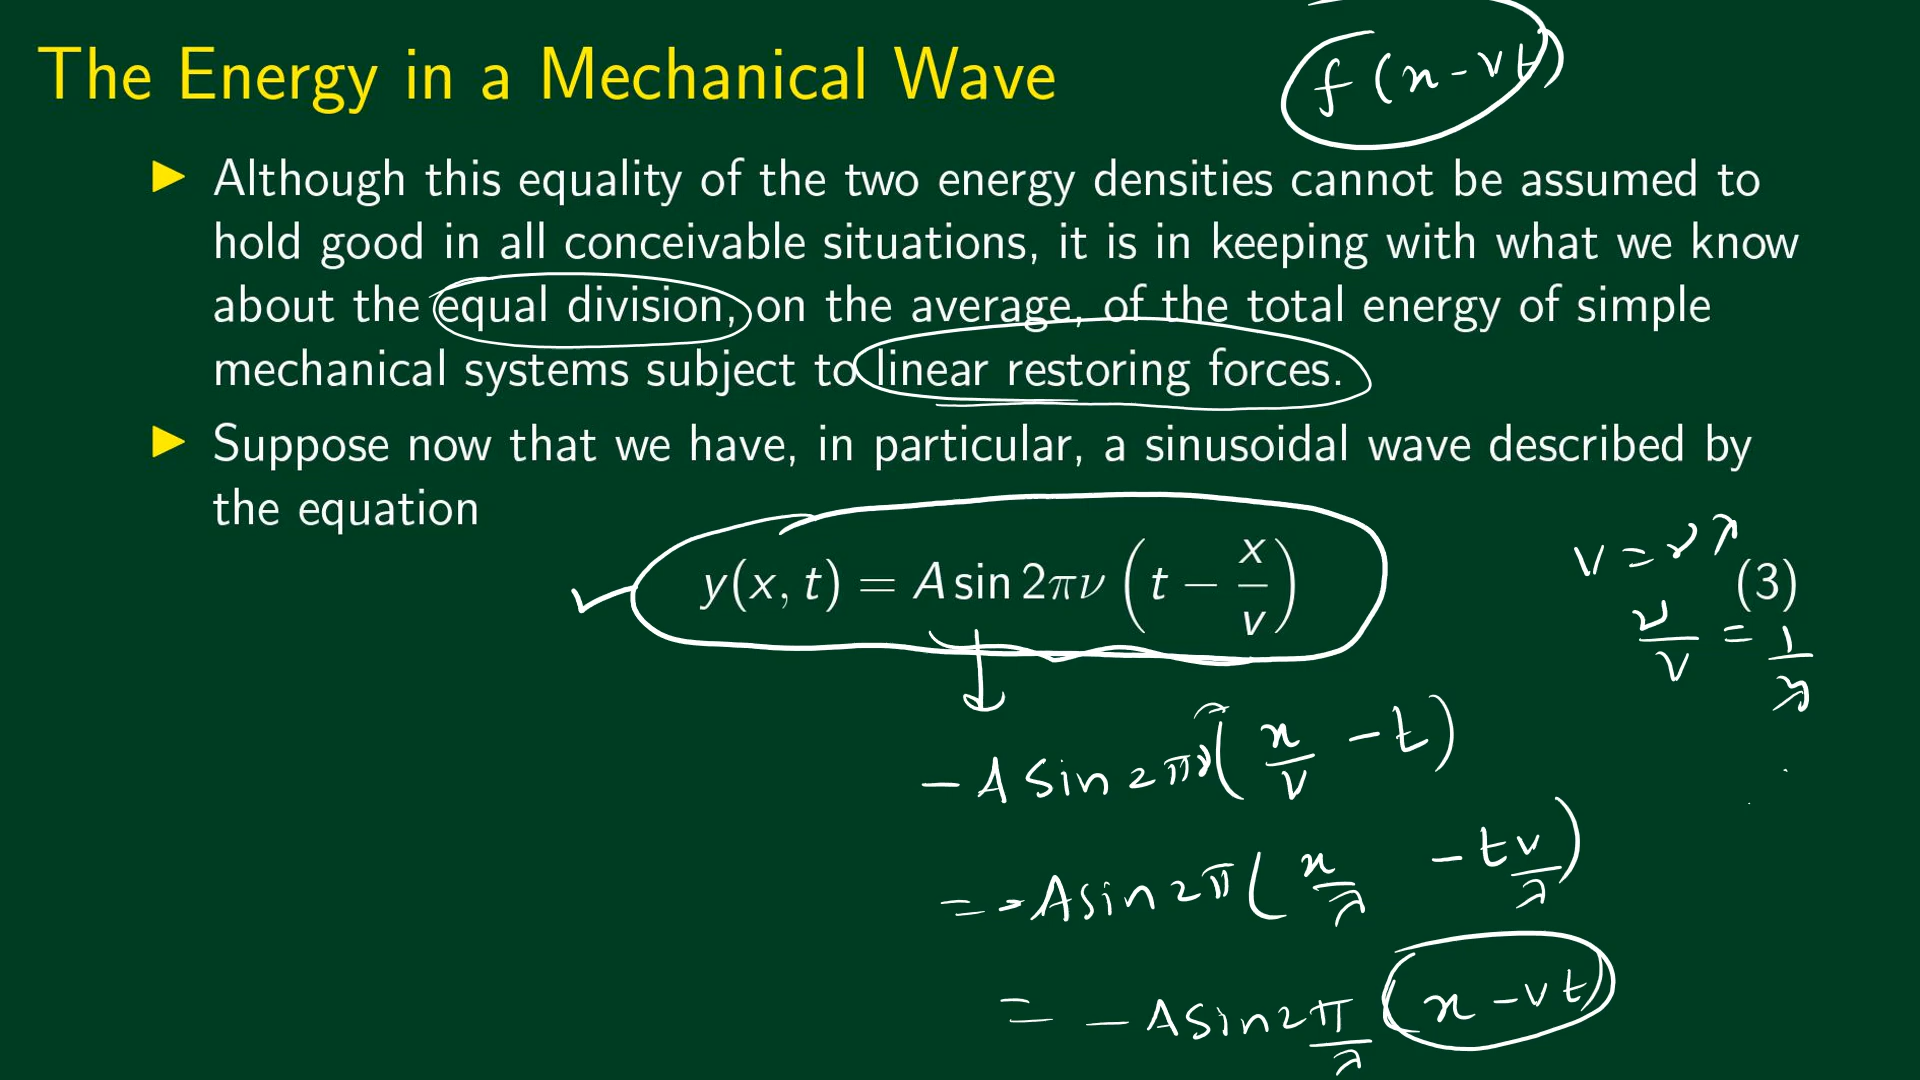 The Energy in a Mechanical Wave
f(x-vt)
▶ Although this equality of the two energy densities cannot be assumed to
hold good in all conceivable situations, it is in keeping with what we know
about the equal division, on the average, of the total energy of simple
mechanical systems subject to linear restoring forces.
▶ Suppose now that we have, in particular, a sinusoidal wave described by
the equation
y(x, t) = A sin 2πν (t − x/v)
(3)
v = νλ
ν/v = 1/λ
- A sin 2πν (x/v - t)
= - A sin 2π (x/λ - tv/λ)
= - A sin 2π/λ (x - vt)